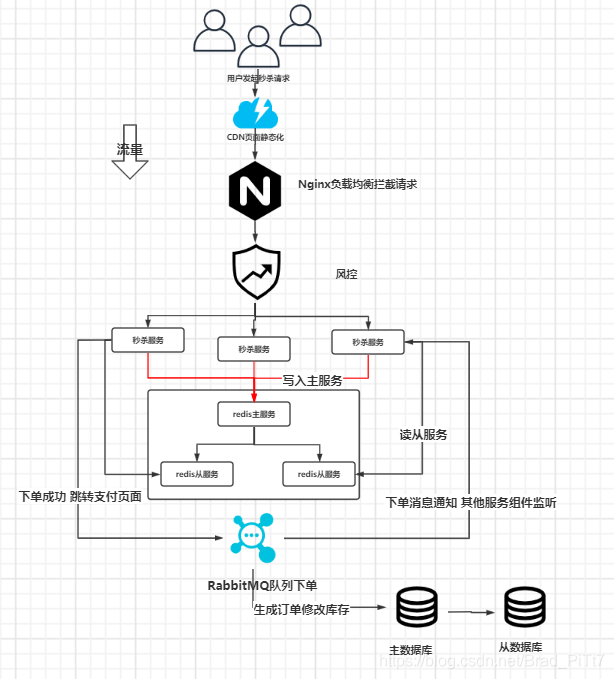 用户发起秒杀请求
CDN页面静态化
流量
Nginx负载均衡拦截请求
风控
秒杀服务
秒杀服务
秒杀服务
写入主服务
redis主服务
读从服务
redis从服务
redis从服务
下单成功 跳转支付页面
下单消息通知 其他服务组件监听
RabbitMQ队列下单
生成订单修改库存
主数据库
从数据库
https://blog.csdn.net/Brad_PiTt7